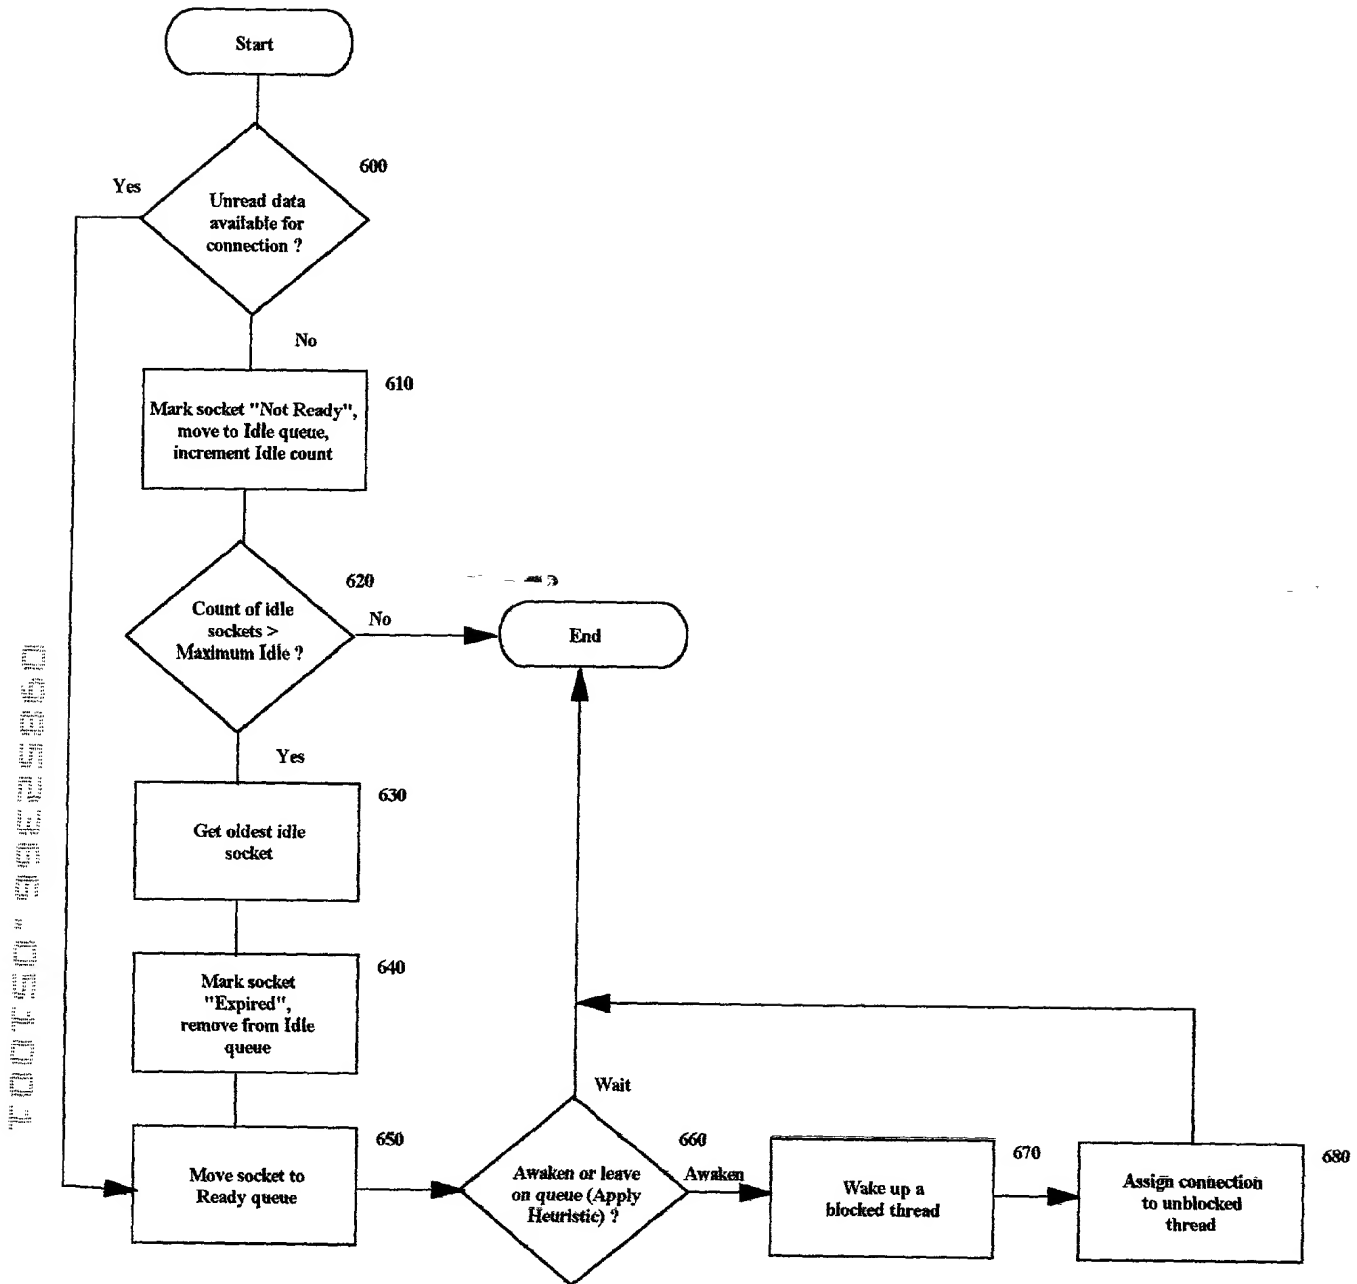 Start
600
Yes
Unread data
available for
connection ?
No
610
Mark socket "Not Ready",
move to Idle queue,
increment Idle count
620
Count of idle
sockets >
Maximum Idle ?
No
End
Yes
630
Get oldest idle
socket
640
Mark socket
"Expired",
remove from Idle
queue
Wait
650
Move socket to
Ready queue
660
Awaken or leave
on queue (Apply
Heuristic) ?
Awaken
670
Wake up a
blocked thread
680
Assign connection
to unblocked
thread